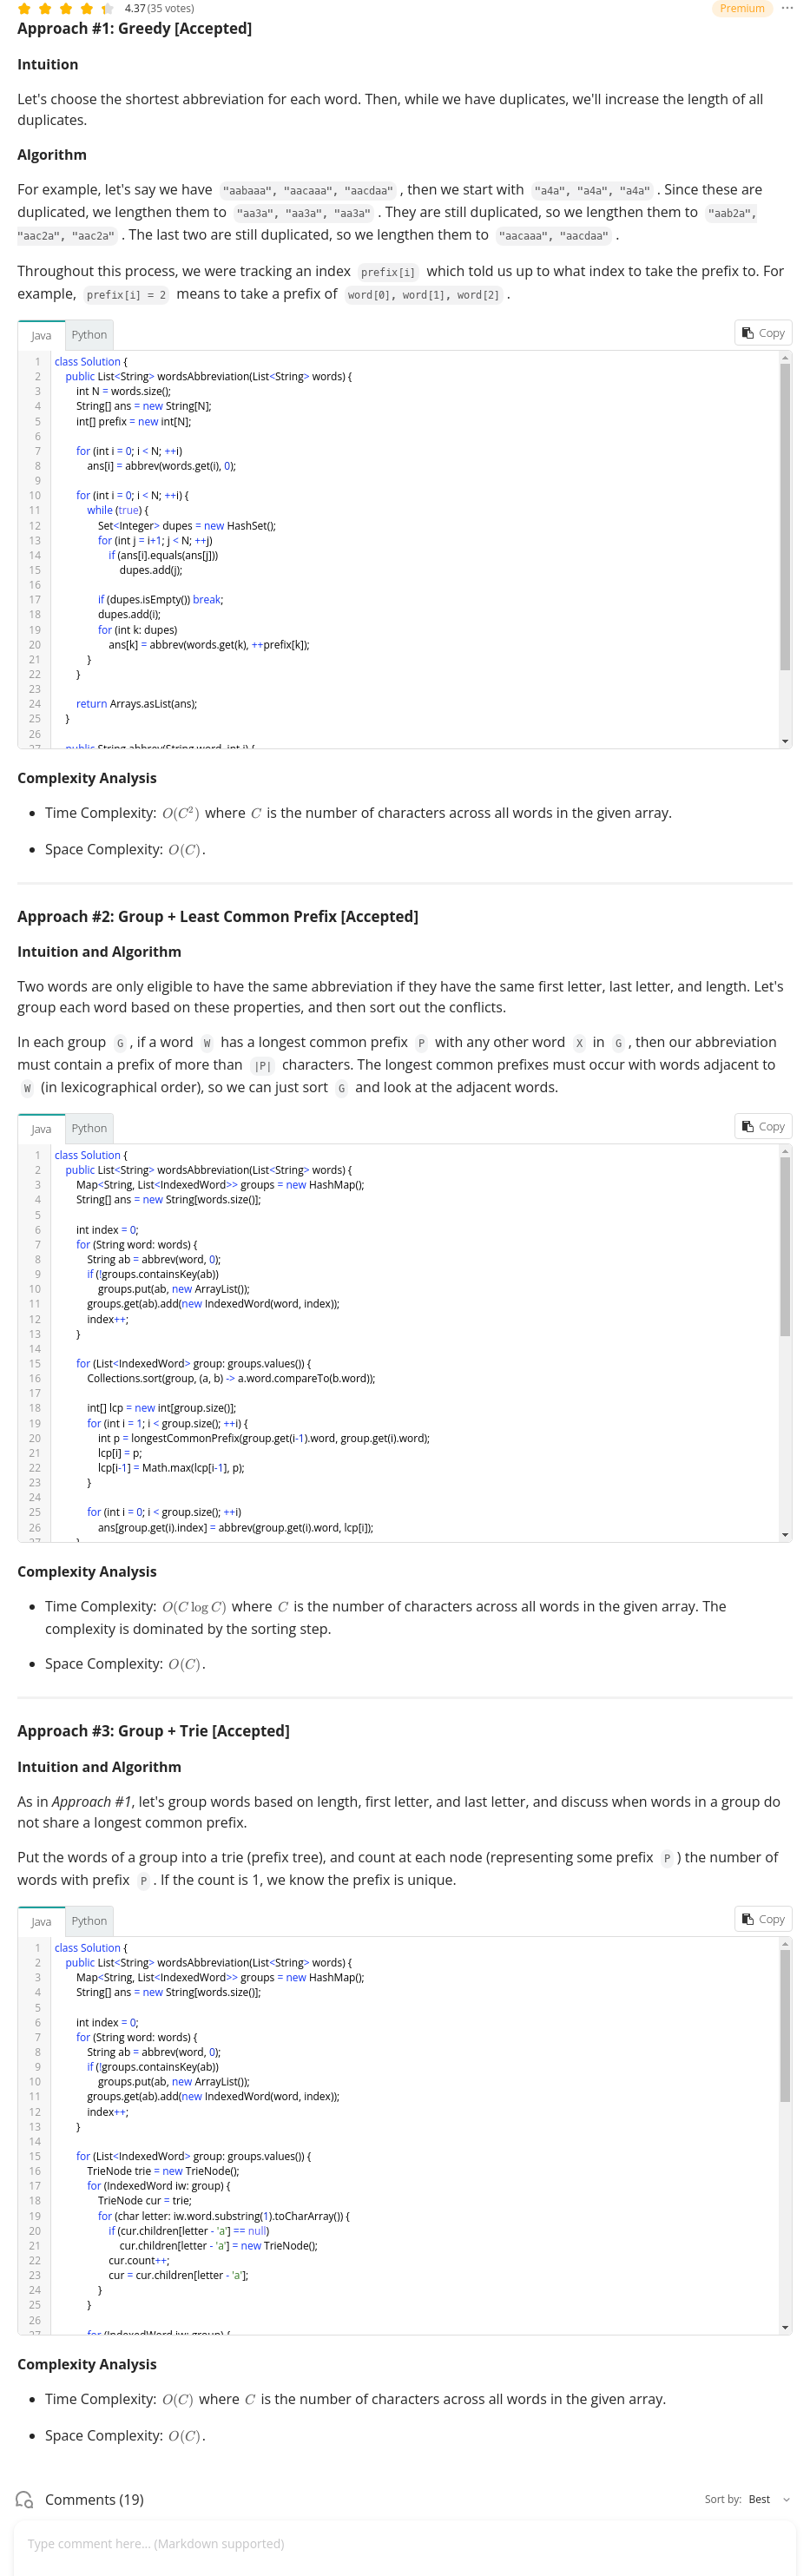 4.37 (35 votes)
Premium
Approach #1: Greedy [Accepted]
Intuition
Let's choose the shortest abbreviation for each word. Then, while we have duplicates, we'll increase the length of all
duplicates.
Algorithm
For example, let's say we have "aabaaa", "aacaaa", "aacdaa" , then we start with "a4a", "a4a", "a4a" . Since these are
duplicated, we lengthen them to "aa3a", "aa3a", "aa3a" . They are still duplicated, so we lengthen them to "aab2a",
"aac2a", "aac2a" . The last two are still duplicated, so we lengthen them to "aacaaa", "aacdaa" .
Throughout this process, we were tracking an index prefix[i] which told us up to what index to take the prefix to. For
example, prefix[i] = 2 means to take a prefix of word[0], word[1], word[2] .
Java Python Copy
1 class Solution {
2 public List<String> wordsAbbreviation(List<String> words) {
3 int N = words.size();
4 String[] ans = new String[N];
5 int[] prefix = new int[N];
6
7 for (int i = 0; i < N; ++i)
8 ans[i] = abbrev(words.get(i), 0);
9
10 for (int i = 0; i < N; ++i) {
11 while (true) {
12 Set<Integer> dupes = new HashSet();
13 for (int j = i+1; j < N; ++j)
14 if (ans[i].equals(ans[j]))
15 dupes.add(j);
16
17 if (dupes.isEmpty()) break;
18 dupes.add(i);
19 for (int k: dupes)
20 ans[k] = abbrev(words.get(k), ++prefix[k]);
21 }
22 }
23
24 return Arrays.asList(ans);
25 }
26
27 public String abbrev(String word, int i) {
Complexity Analysis
• Time Complexity: O(C²) where C is the number of characters across all words in the given array.
• Space Complexity: O(C).
Approach #2: Group + Least Common Prefix [Accepted]
Intuition and Algorithm
Two words are only eligible to have the same abbreviation if they have the same first letter, last letter, and length. Let's
group each word based on these properties, and then sort out the conflicts.
In each group G , if a word W has a longest common prefix P with any other word X in G , then our abbreviation
must contain a prefix of more than |P| characters. The longest common prefixes must occur with words adjacent to
W (in lexicographical order), so we can just sort G and look at the adjacent words.
Java Python Copy
1 class Solution {
2 public List<String> wordsAbbreviation(List<String> words) {
3 Map<String, List<IndexedWord>> groups = new HashMap();
4 String[] ans = new String[words.size()];
5
6 int index = 0;
7 for (String word: words) {
8 String ab = abbrev(word, 0);
9 if (!groups.containsKey(ab))
10 groups.put(ab, new ArrayList());
11 groups.get(ab).add(new IndexedWord(word, index));
12 index++;
13 }
14
15 for (List<IndexedWord> group: groups.values()) {
16 Collections.sort(group, (a, b) -> a.word.compareTo(b.word));
17
18 int[] lcp = new int[group.size()];
19 for (int i = 1; i < group.size(); ++i) {
20 int p = longestCommonPrefix(group.get(i-1).word, group.get(i).word);
21 lcp[i] = p;
22 lcp[i-1] = Math.max(lcp[i-1], p);
23 }
24
25 for (int i = 0; i < group.size(); ++i)
26 ans[group.get(i).index] = abbrev(group.get(i).word, lcp[i]);
27 }
Complexity Analysis
• Time Complexity: O(C log C) where C is the number of characters across all words in the given array. The
complexity is dominated by the sorting step.
• Space Complexity: O(C).
Approach #3: Group + Trie [Accepted]
Intuition and Algorithm
As in Approach #1, let's group words based on length, first letter, and last letter, and discuss when words in a group do
not share a longest common prefix.
Put the words of a group into a trie (prefix tree), and count at each node (representing some prefix P ) the number of
words with prefix P . If the count is 1, we know the prefix is unique.
Java Python Copy
1 class Solution {
2 public List<String> wordsAbbreviation(List<String> words) {
3 Map<String, List<IndexedWord>> groups = new HashMap();
4 String[] ans = new String[words.size()];
5
6 int index = 0;
7 for (String word: words) {
8 String ab = abbrev(word, 0);
9 if (!groups.containsKey(ab))
10 groups.put(ab, new ArrayList());
11 groups.get(ab).add(new IndexedWord(word, index));
12 index++;
13 }
14
15 for (List<IndexedWord> group: groups.values()) {
16 TrieNode trie = new TrieNode();
17 for (IndexedWord iw: group) {
18 TrieNode cur = trie;
19 for (char letter: iw.word.substring(1).toCharArray()) {
20 if (cur.children[letter - 'a'] == null)
21 cur.children[letter - 'a'] = new TrieNode();
22 cur.count++;
23 cur = cur.children[letter - 'a'];
24 }
25 }
26
27 for (IndexedWord iw: group) {
Complexity Analysis
• Time Complexity: O(C) where C is the number of characters across all words in the given array.
• Space Complexity: O(C).
Comments (19)
Sort by: Best
Type comment here... (Markdown supported)